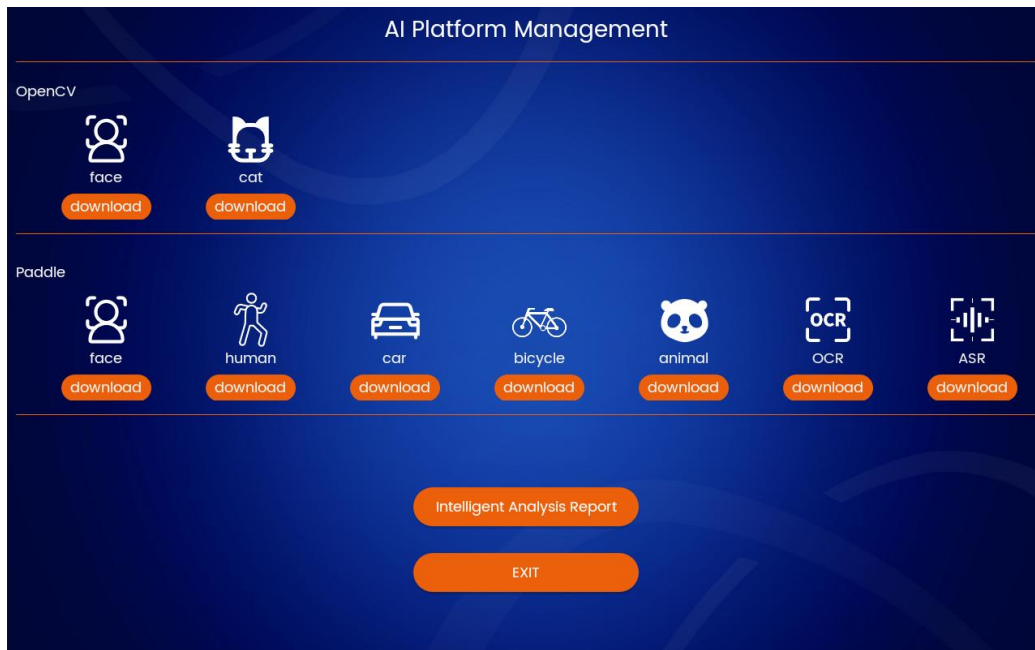 AI Platform Management
OpenCV
face cat
download download
Paddle
OCR
face human car bicycle animal OCR ASR
download download download download download download download
Intelligent Analysis Report
EXIT